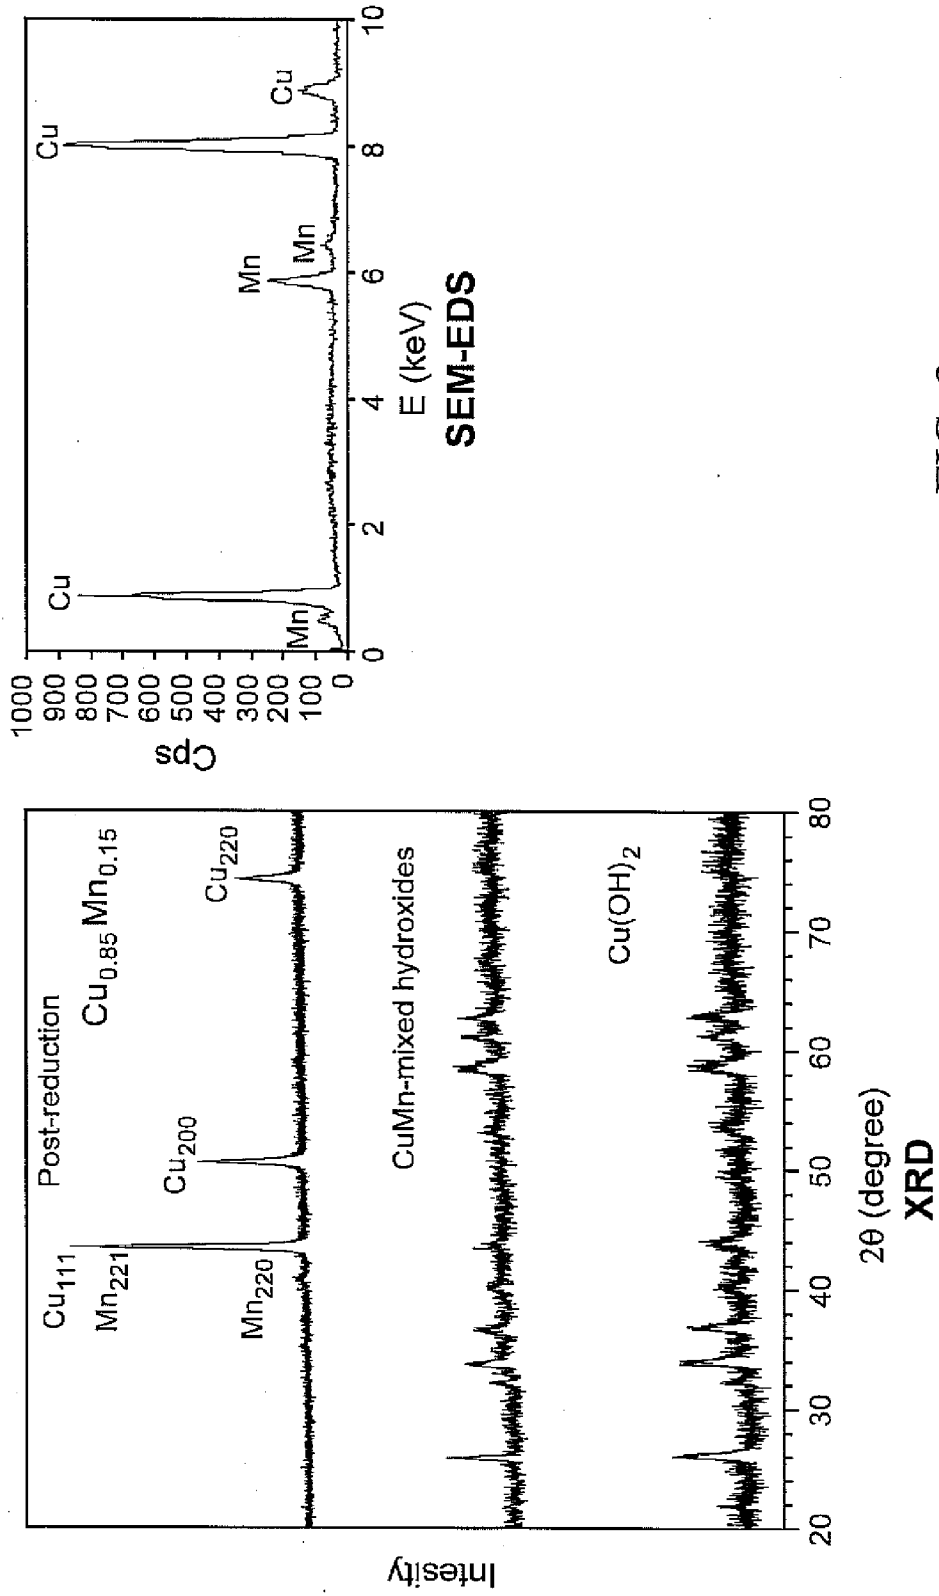 Intesity
Post-reduction
Cu0.85 Mn0.15
Cu111
Mn221
Mn220
Cu200
Cu220
CuMn-mixed hydroxides
Cu(OH)2
20 30 40 50 60 70 80
2θ (degree)
XRD
Cps
1000
900
800
700
600
500
400
300
200
100
0
Mn
Cu
Mn
Mn
Cu
Cu
0 2 4 6 8 10
E (keV)
SEM-EDS